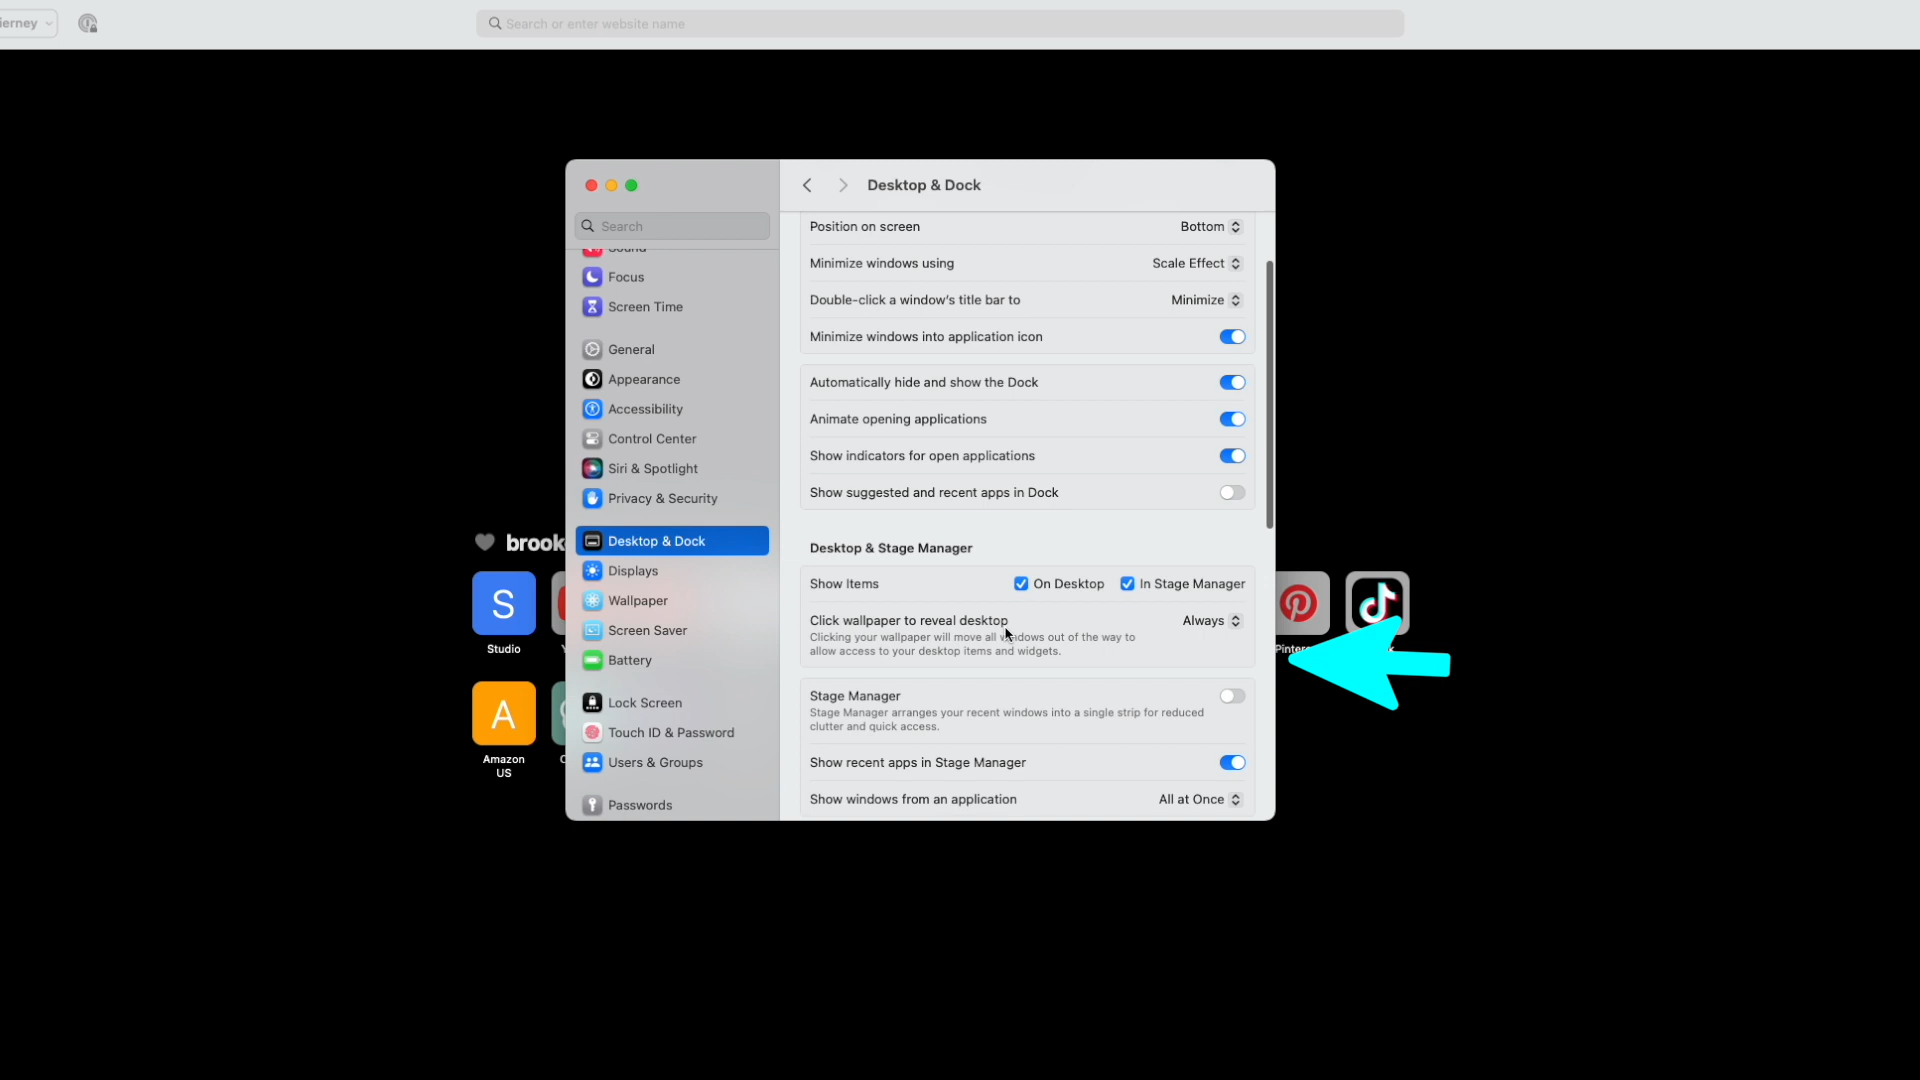 ierney
Search or enter website name
Desktop & Dock
Search
Sound
Focus
Screen Time
General
Appearance
Accessibility
Control Center
Siri & Spotlight
Privacy & Security
Desktop & Dock
Displays
Wallpaper
Screen Saver
Battery
Lock Screen
Touch ID & Password
Users & Groups
Passwords
Position on screen Bottom
Minimize windows using Scale Effect
Double-click a window's title bar to Minimize
Minimize windows into application icon
Automatically hide and show the Dock
Animate opening applications
Show indicators for open applications
Show suggested and recent apps in Dock
Desktop & Stage Manager
Show Items On Desktop In Stage Manager
Click wallpaper to reveal desktop Always
Clicking your wallpaper will move all windows out of the way to
allow access to your desktop items and widgets.
Stage Manager
Stage Manager arranges your recent windows into a single strip for reduced
clutter and quick access.
Show recent apps in Stage Manager
Show windows from an application All at Once
brook
S
Studio
A
Amazon
US